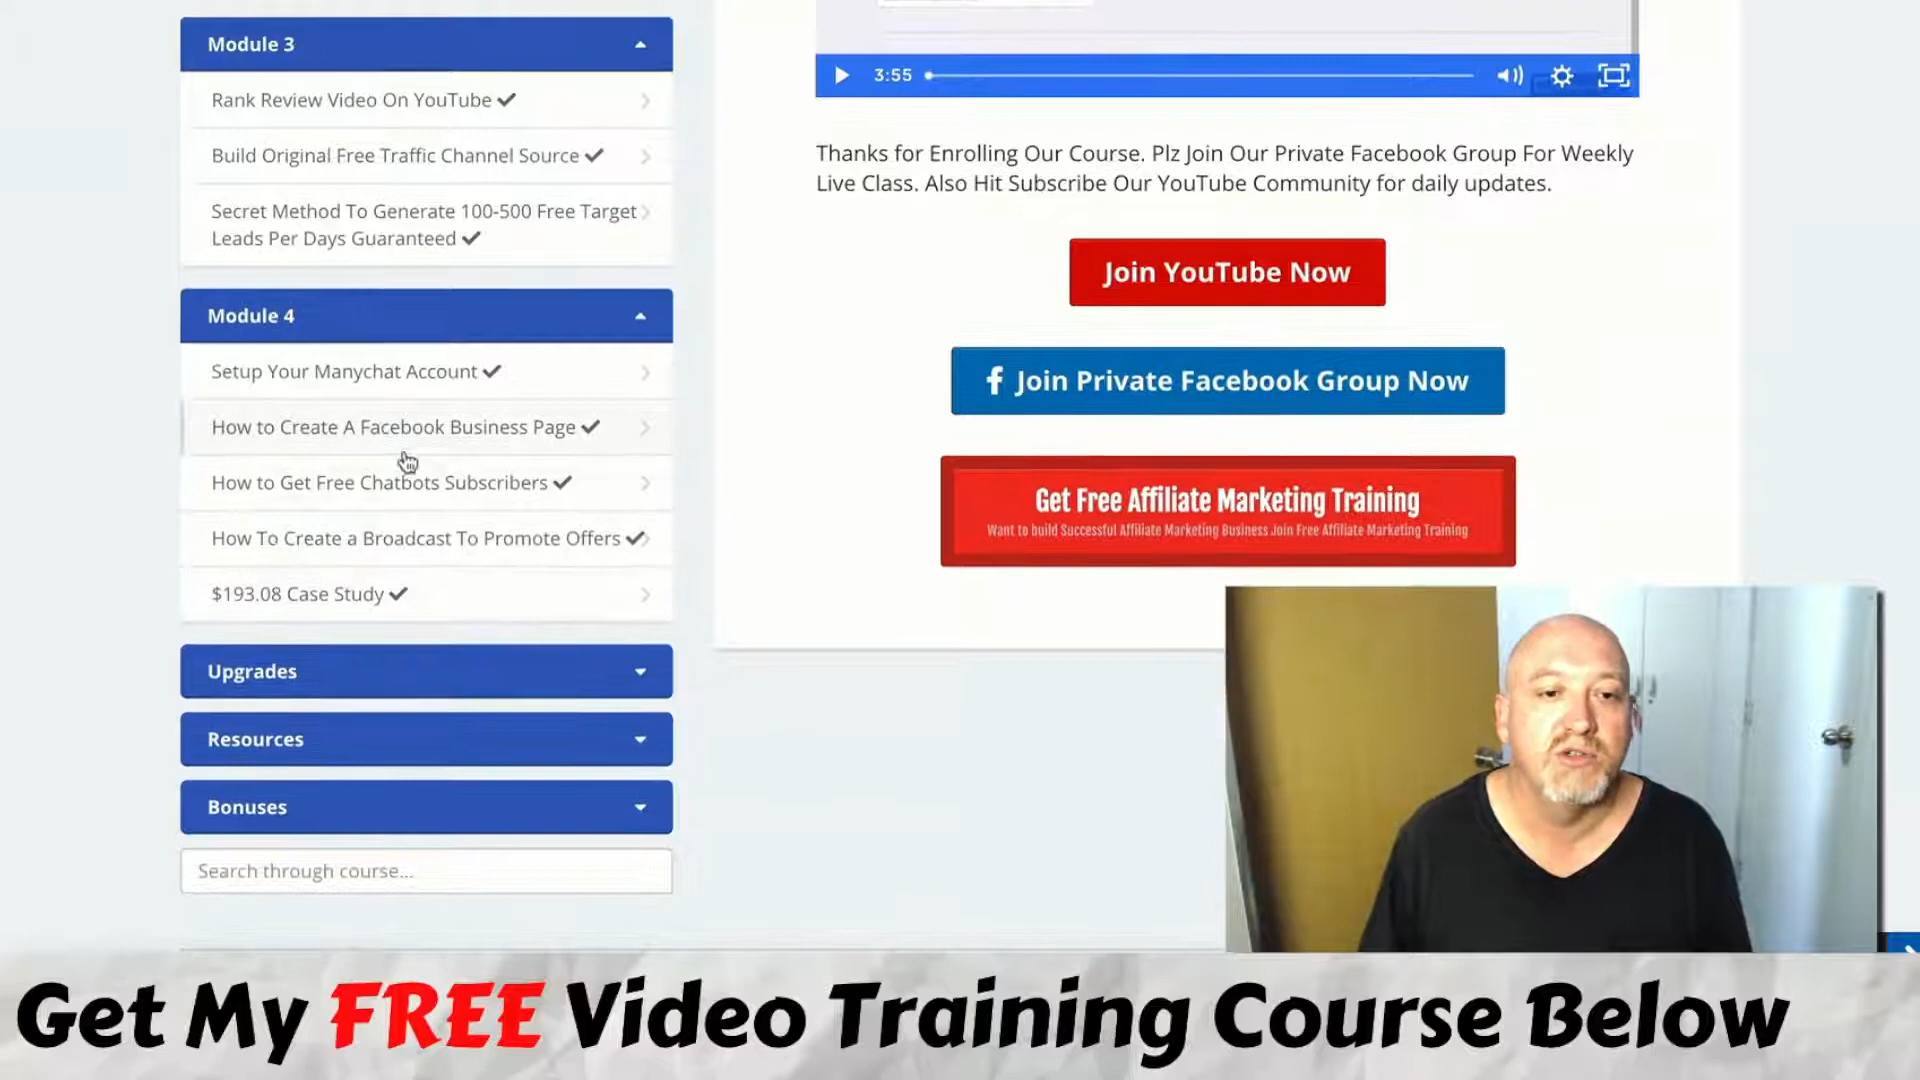 Module 3
Rank Review Video On YouTube
Build Original Free Traffic Channel Source
Secret Method To Generate 100-500 Free Target
Leads Per Days Guaranteed
Module 4
Setup Your Manychat Account
How to Create A Facebook Business Page
How to Get Free Chatbots Subscribers
How To Create a Broadcast To Promote Offers
$193.08 Case Study
Upgrades
Resources
Bonuses
Search through course...
3:55
Thanks for Enrolling Our Course. Plz Join Our Private Facebook Group For Weekly
Live Class. Also Hit Subscribe Our YouTube Community for daily updates.
Join YouTube Now
Join Private Facebook Group Now
Get Free Affiliate Marketing Training
Want to build Successful Affiliate Marketing Business Join Free Affiliate Marketing Training
Get My FREE Video Training Course Below